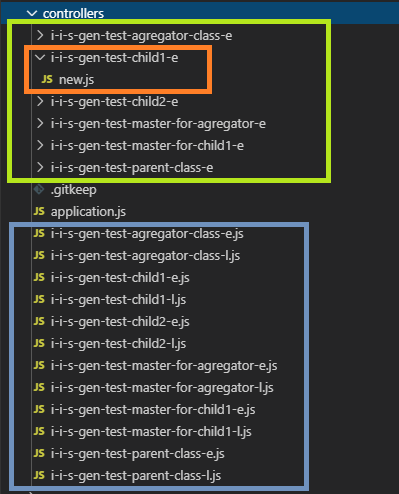 controllers
i-i-s-gen-test-agregator-class-e
i-i-s-gen-test-child1-e
JS new.js
i-i-s-gen-test-child2-e
i-i-s-gen-test-master-for-agregator-e
i-i-s-gen-test-master-for-child1-e
i-i-s-gen-test-parent-class-e
.gitkeep
JS application.js
JS i-i-s-gen-test-agregator-class-e.js
JS i-i-s-gen-test-agregator-class-l.js
JS i-i-s-gen-test-child1-e.js
JS i-i-s-gen-test-child1-l.js
JS i-i-s-gen-test-child2-e.js
JS i-i-s-gen-test-child2-l.js
JS i-i-s-gen-test-master-for-agregator-e.js
JS i-i-s-gen-test-master-for-agregator-l.js
JS i-i-s-gen-test-master-for-child1-e.js
JS i-i-s-gen-test-master-for-child1-l.js
JS i-i-s-gen-test-parent-class-e.js
JS i-i-s-gen-test-parent-class-l.js